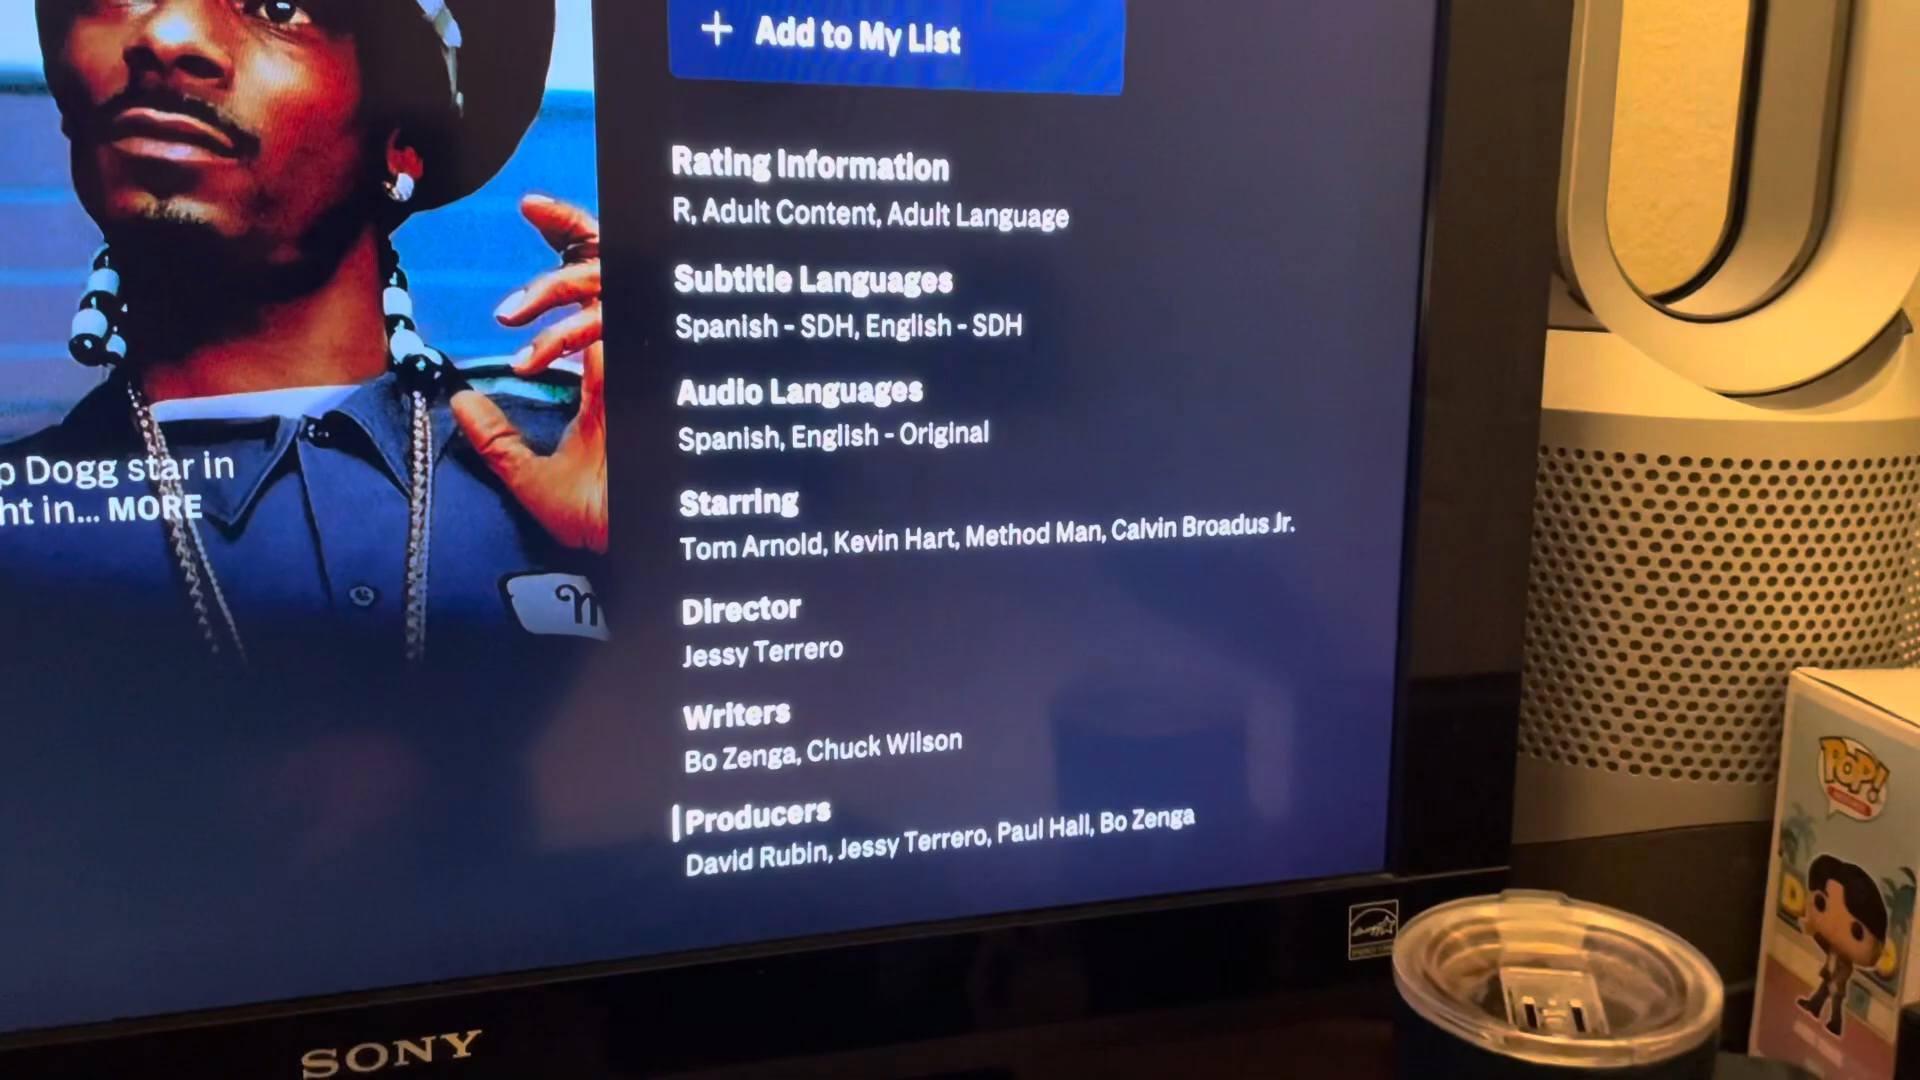 + Add to My List
Rating Information
R, Adult Content, Adult Language
Subtitle Languages
Spanish - SDH, English - SDH
Audio Languages
Spanish, English - Original
Starring
Tom Arnold, Kevin Hart, Method Man, Calvin Broadus Jr.
Director
Jessy Terrero
Writers
Bo Zenga, Chuck Wilson
Producers
David Rubin, Jessy Terrero, Paul Hall, Bo Zenga
p Dogg star in
ht in... MORE
SONY
POP!